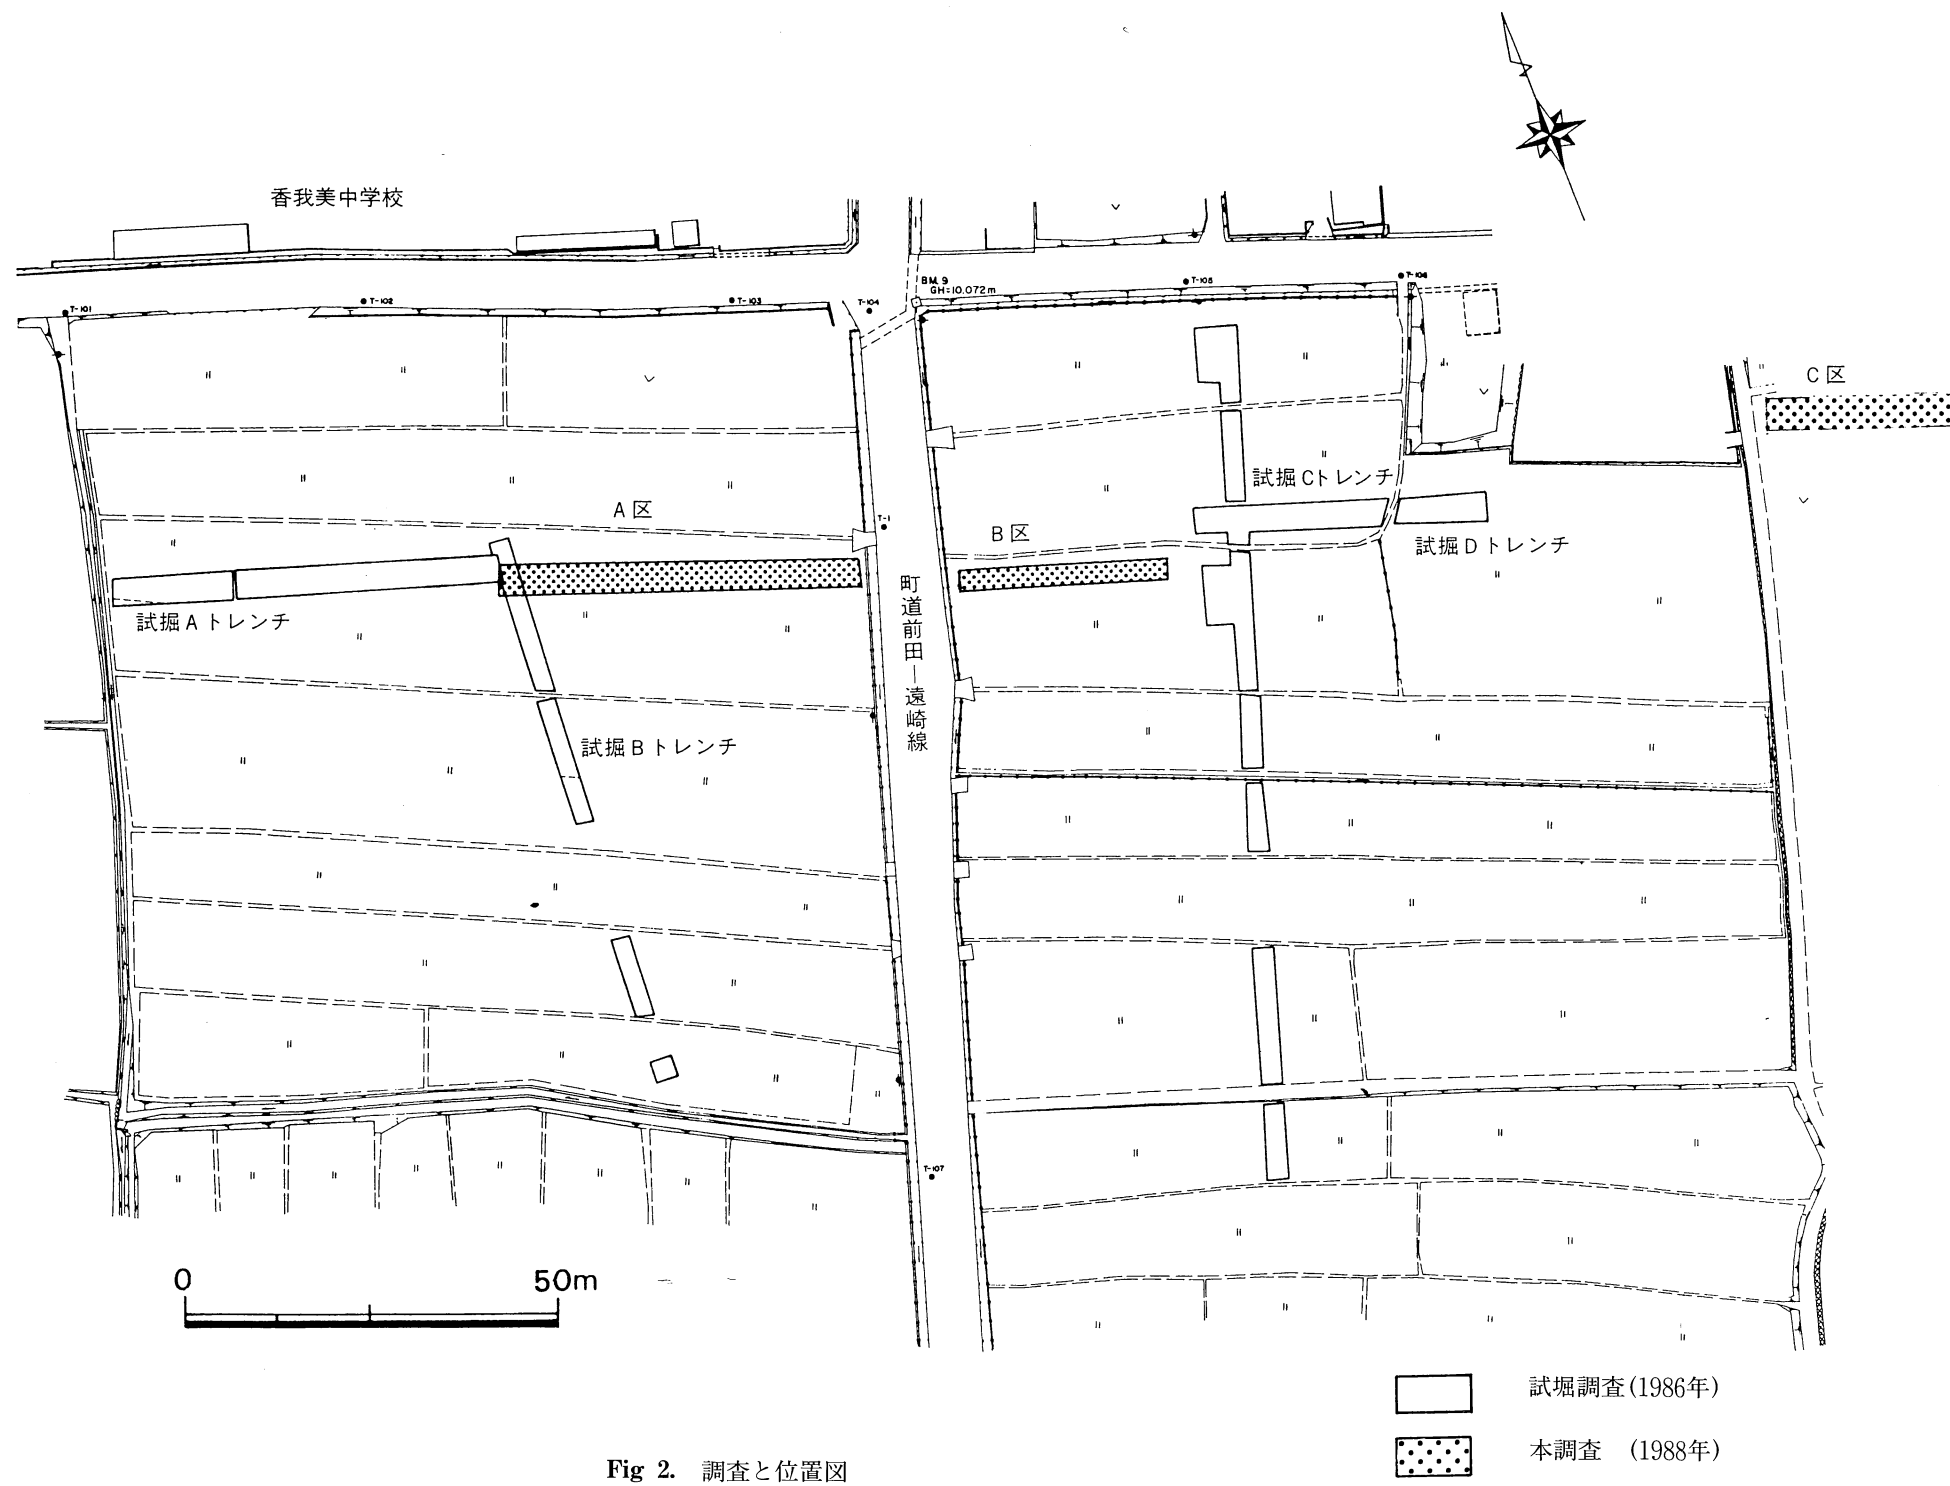 香我美中学校
BM.9
GH=10.072m
T-101
T-102
T-103
T-104
T-105
T-106
C区
試掘Cトレンチ
A区
T-1
B区
試掘Dトレンチ
試掘Aトレンチ
町道前田―遠崎線
試掘Bトレンチ
T-107
0
50m
試堀調査(1986年)
本調査 (1988年)
Fig 2. 調査と位置図